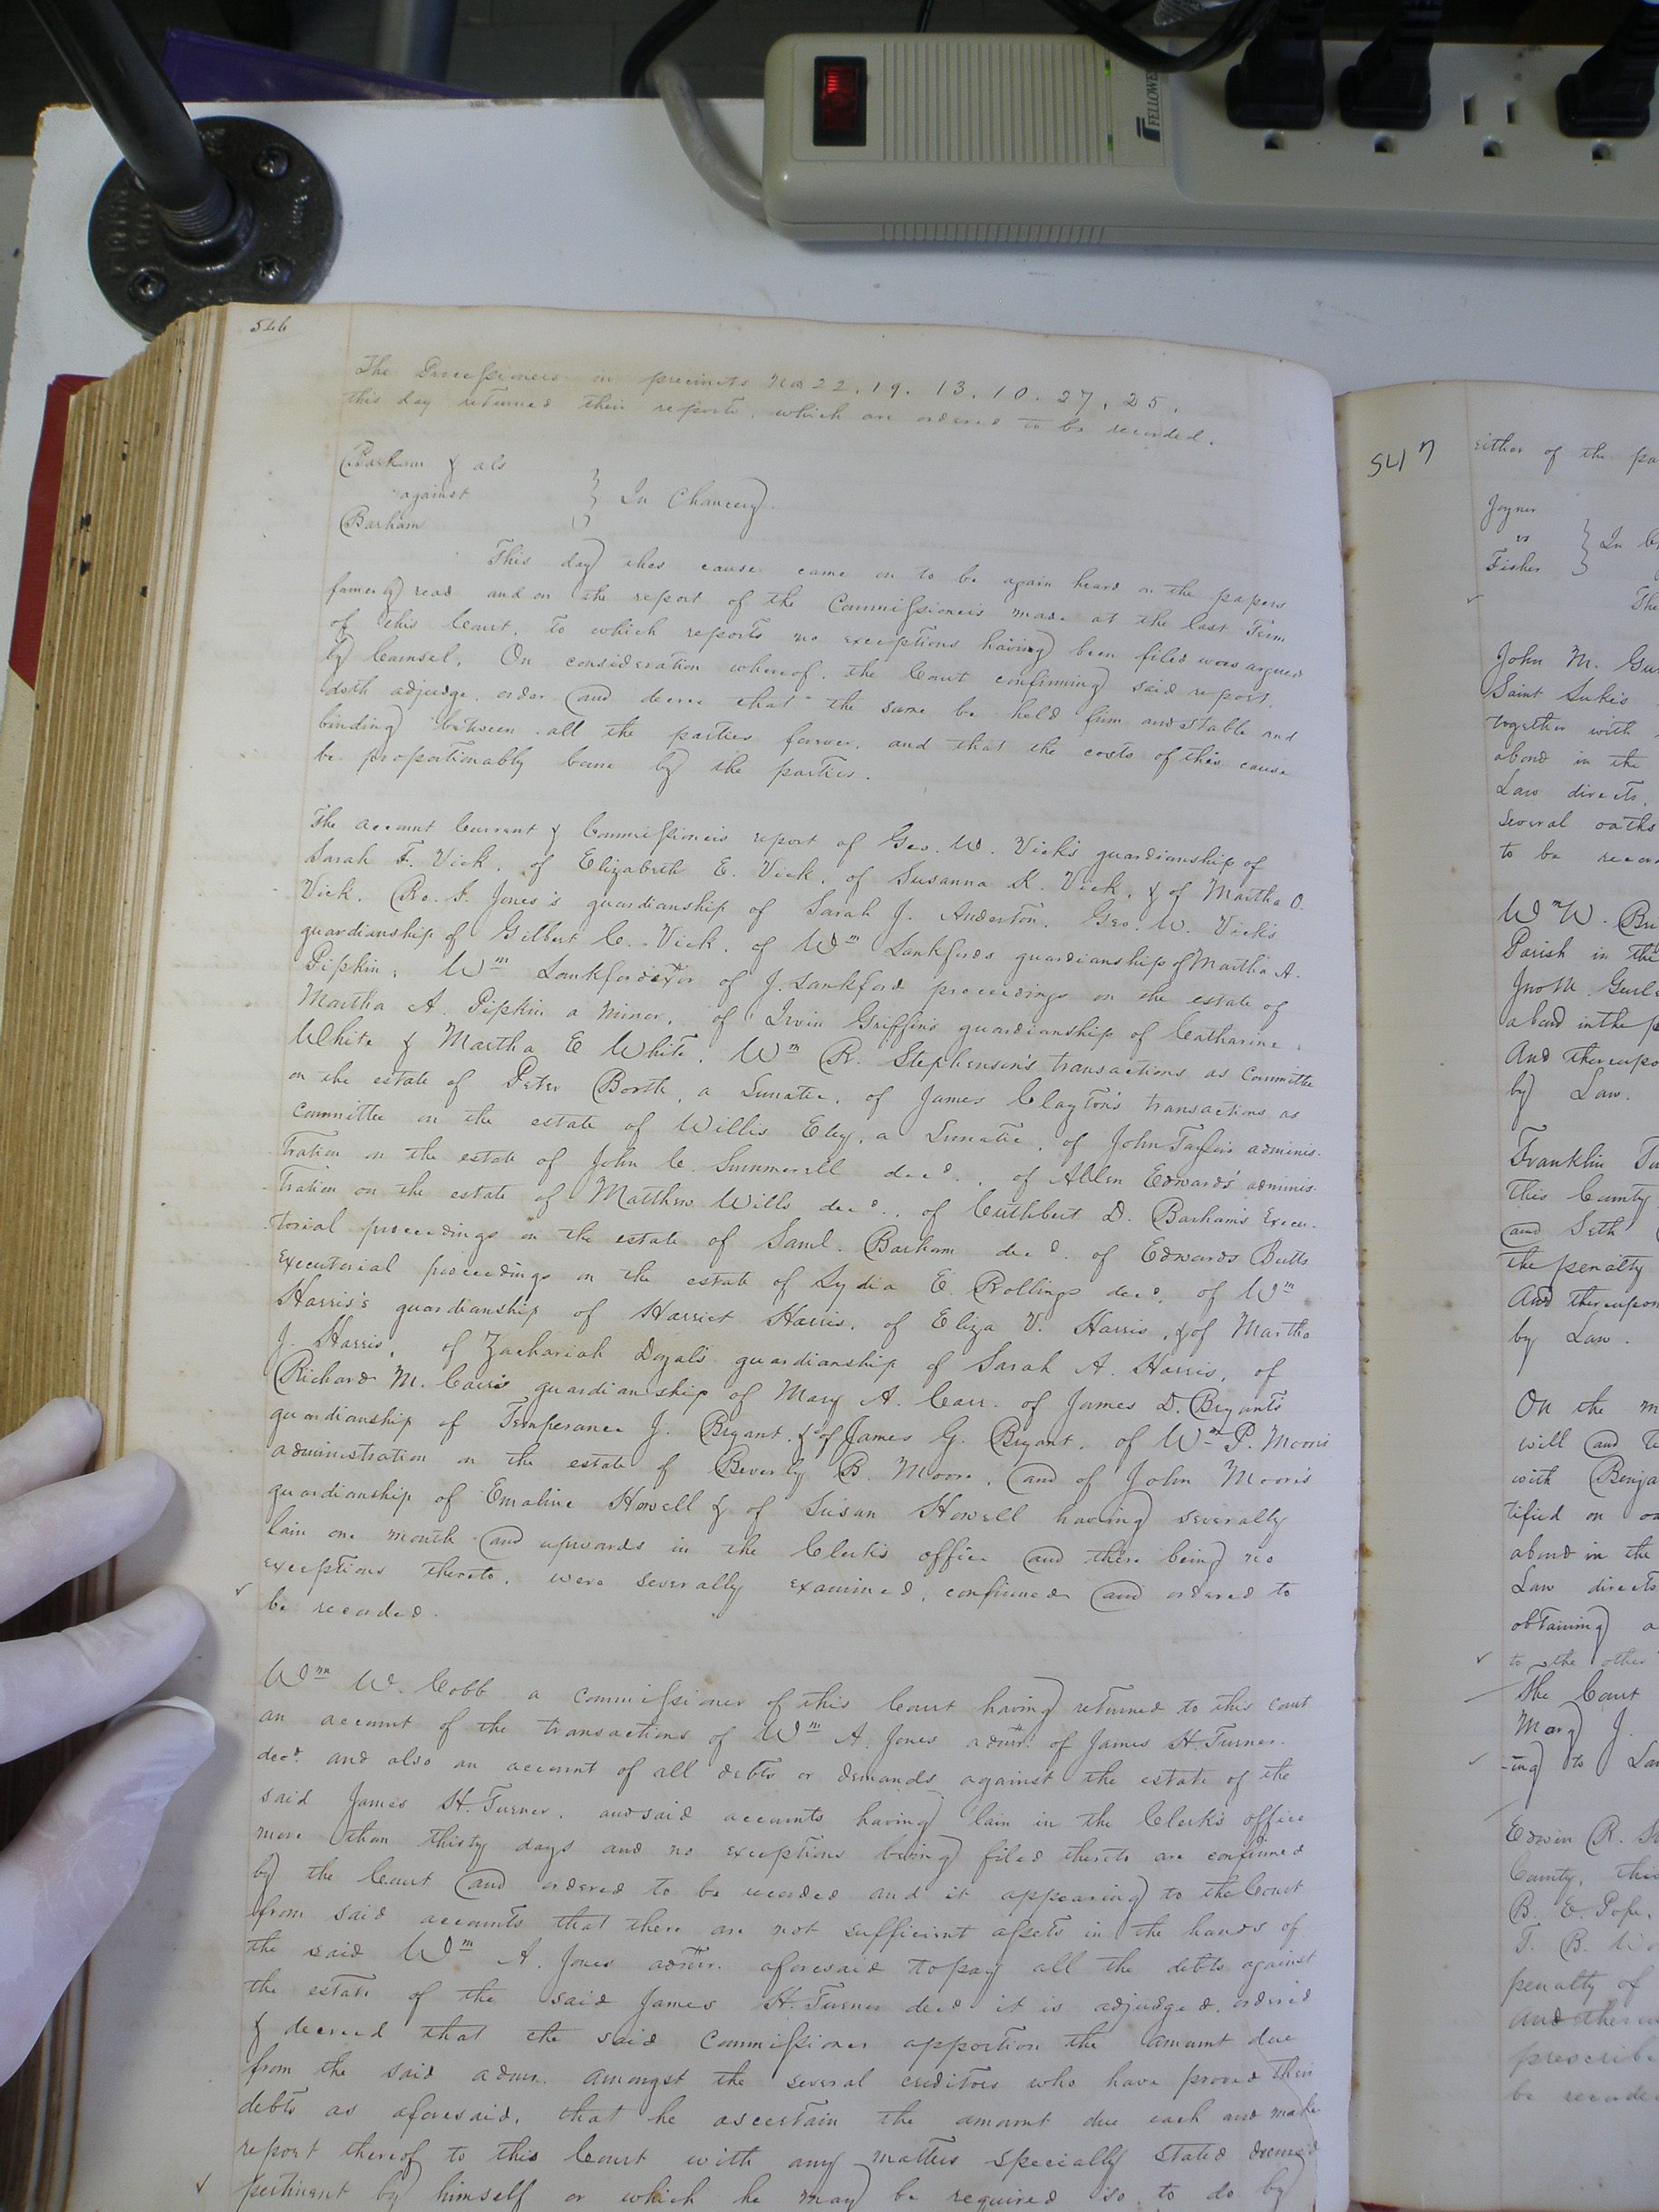 FELLOWES
546
The Processioners in precincts Nos 22, 19. 13, 10. 27, 25,
this day returned their reports, which are ordered to be recorded.
Barham & als
against } In Chancery.
Barham
This day this cause came on to be again heard on the papers
formerly read and on the report of the Commissioners made at the last Term
of this Court, to which reports no exceptions having been filed was argued
by Counsel, On consideration whereof, the Court confirming said report,
doth adjudge, order and decree that the same be held firm and stable and
binding between all the parties forever, and that the costs of this cause
be proportionably borne by the parties.
The account Current & Commissioners report of Geo. W. Vick's guardianship of
Sarah F. Vick, of Elizabeth E. Vick, of Susanna K. Vick, & of Martha O.
Vick. Ro. S. Jones's guardianship of Sarah J. Anderton, Geo. W. Vick's
guardianship of Gilbert C. Vick, of Wm Lankfords guardianship of Martha A.
Pipkin, Wm Lankford exor of J. Lankford proceedings on the estate of
Martha A. Pipkin a minor, of Irvin Griffin's guardianship of Catharine
White & Martha E White, Wm R. Stephenson's transactions as Committee
on the estate of Peter Booth, a Lunatic, of James Clayton's transactions as
Committee on the estate of Willis Eley, a Lunatic, of John Taylor's adminis-
tration on the estate of John C. Summerell decd., of Allen Edwards' adminis-
tration on the estate of Matthew Wills decd., of Cuthbert D. Barham's Execu-
torial proceedings on the estate of Saml. Barham decd. of Edwards Butts
executorial proceedings on the estate of Lydia E. Rollings decd, of Wm
Harris's guardianship of Harriet Harris, of Eliza V. Harris, & of Martha
J. Harris, of Zachariah Dozal's guardianship of Sarah A. Harris, of
Richard M. Carr's guardianship of Mary A. Carr. of James D. Bryant's
guardianship of Temperance J. Bryant, & of James G. Bryant, of Wm P. Moore's
administration on the estate of Beverly B. Moore, and of John Moore's
guardianship of Emaline Howell & of Susan Howell having severally
lain one month and upwards in the Clerk's office and there being no
exceptions thereto, were severally examined, confirmed and ordered to
be recorded.
Wm W. Cobb a commissioner of this Court having returned to this court
an account of the transactions of Wm A. Jones admr. of James H. Turner
decd. and also an account of all debts or demands against the estate of the
said James H. Turner, and said accounts having lain in the Clerk's office
more than thirty days and no exceptions being filed thereto are confirmed
by the Court and ordered to be recorded and it appearing to the Court
from said accounts that there are not sufficient assets in the hands of
the said Wm A. Jones admr. aforesaid to pay all the debts against
the estate of the said James H. Turner decd it is adjudged, ordered
& decreed that the said Commissioner apportion the amount due
from the said admr. amongst the several creditors who have proved their
debts as aforesaid, that he ascertain the amount due each and make
report thereof to this Court with any matters specially stated deemed
pertinent by himself or which he may be required so to do by
547
either of the pa
Joyner
vs } In
Fisher
The
John M. Gu
Saint Luke's
together with
abond in the
Law directs,
several oaths
to be recor
Wm W. Bri
Parish in the
Jno M. Gurl
abond in the p
And thereupo
by Law.
Franklin Tu
this County
and Seth
the penalty
And thereupon
by Law.
On the m
will and te
with Benja
tified on oa
abond in the
Law directs
obtaining a
to the other
The Court
Mary J.
-ing to La
Edwin R. S
County, this
B. E. Pope,
T. B. W
penalty of
And thereu
prescribe
be recorde